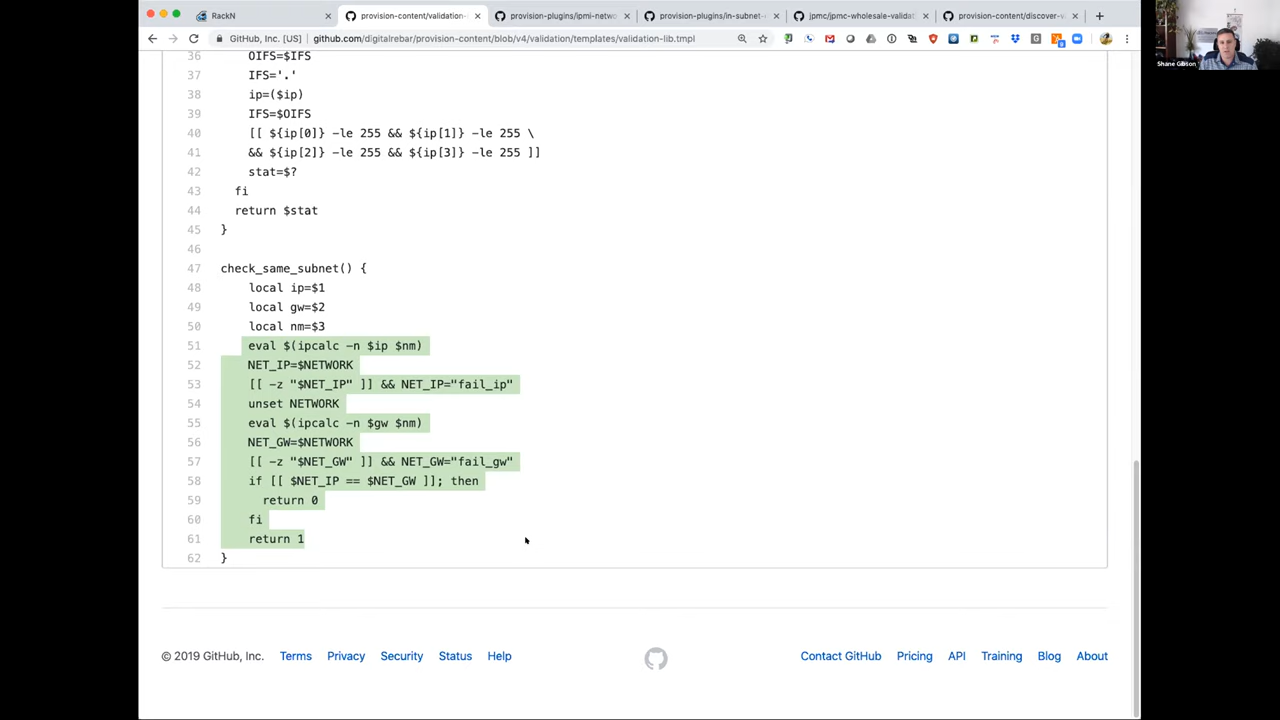 RackN
provision-content/validation-
provision-plugins/ipmi-netwo
provision-plugins/in-subnet-
jpmc/jpmc-wholesale-valida
provision-content/discover-v
GitHub, Inc. [US]
github.com/digitalrebar/provision-content/blob/v4/validation/templates/validation-lib.tmpl
Shane Gibson
36 OIFS=$IFS
37 IFS='.'
38 ip=($ip)
39 IFS=$OIFS
40 [[ ${ip[0]} -le 255 && ${ip[1]} -le 255 \
41 && ${ip[2]} -le 255 && ${ip[3]} -le 255 ]]
42 stat=$?
43 fi
44 return $stat
45 }
46
47 check_same_subnet() {
48 local ip=$1
49 local gw=$2
50 local nm=$3
51 eval $(ipcalc -n $ip $nm)
52 NET_IP=$NETWORK
53 [[ -z "$NET_IP" ]] && NET_IP="fail_ip"
54 unset NETWORK
55 eval $(ipcalc -n $gw $nm)
56 NET_GW=$NETWORK
57 [[ -z "$NET_GW" ]] && NET_GW="fail_gw"
58 if [[ $NET_IP == $NET_GW ]]; then
59 return 0
60 fi
61 return 1
62 }
© 2019 GitHub, Inc. Terms Privacy Security Status Help
Contact GitHub Pricing API Training Blog About